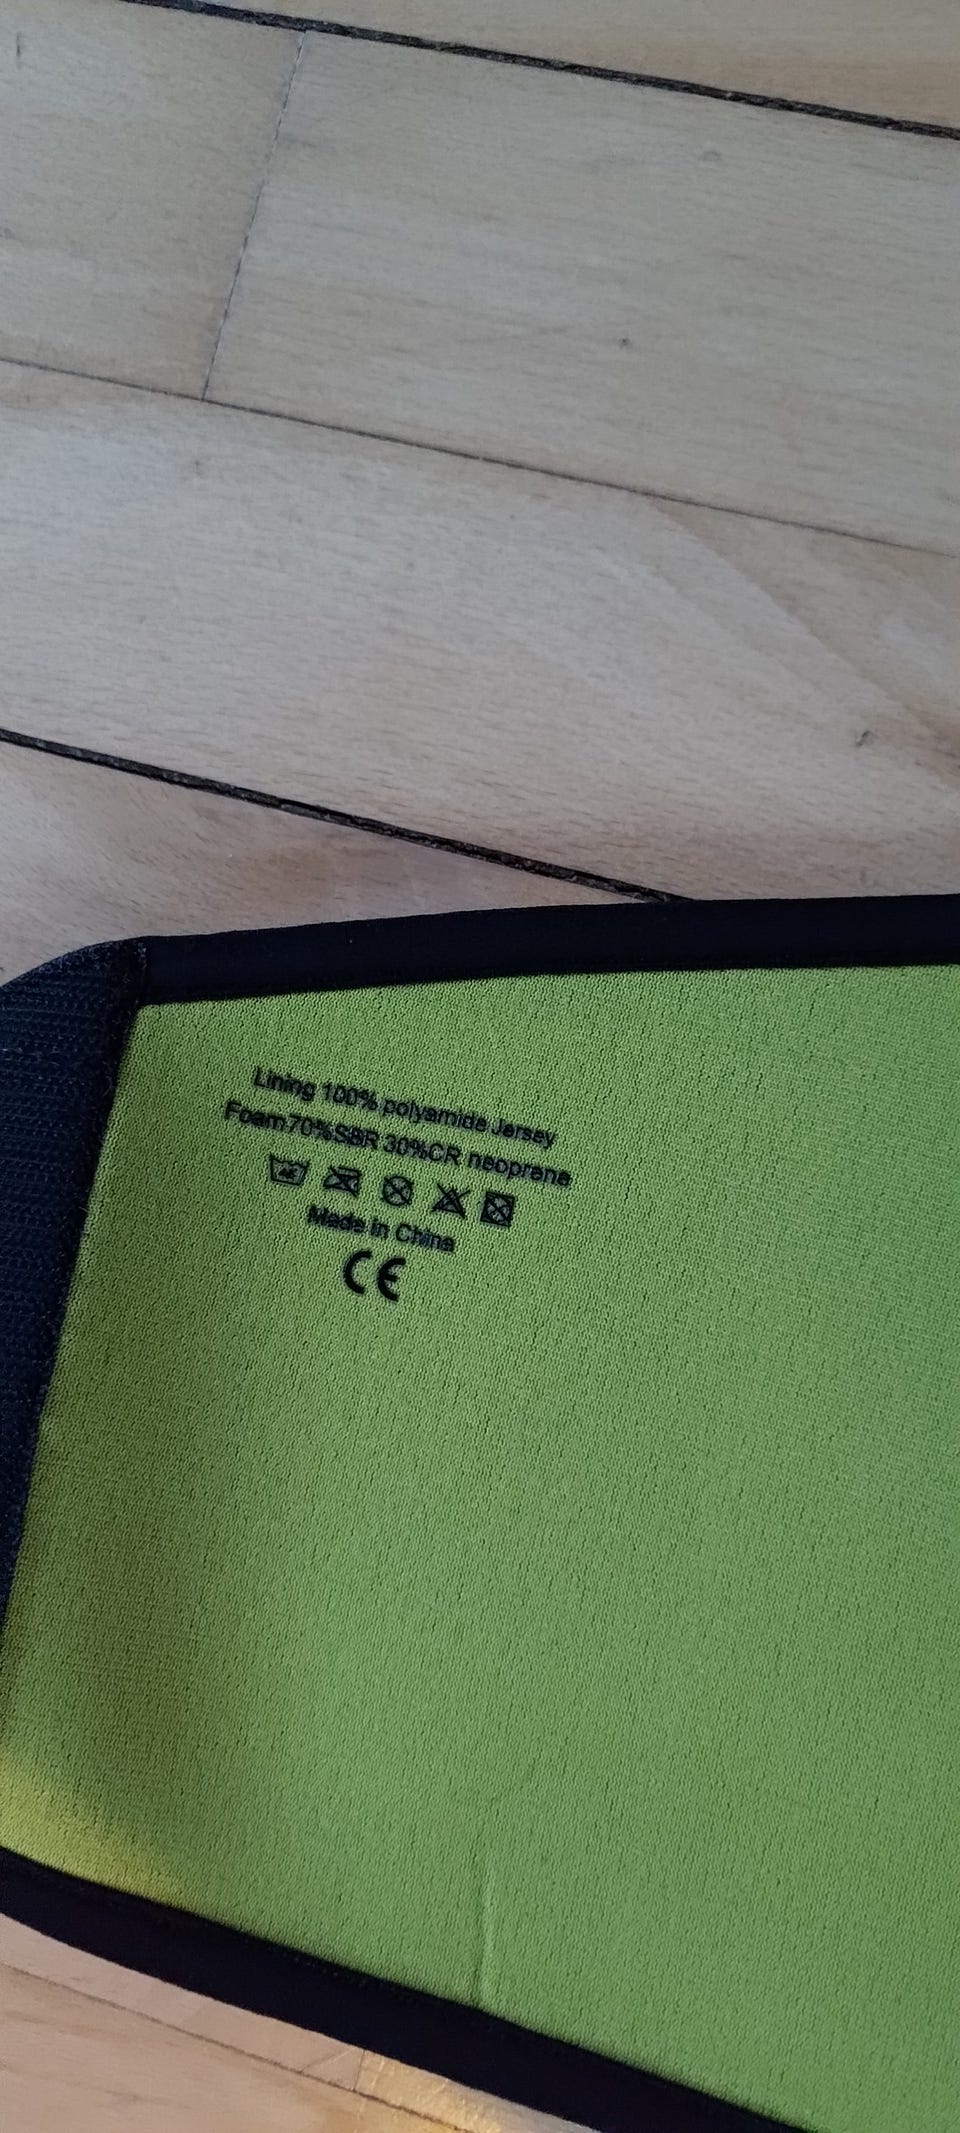 Lining 100% polyamide Jersey
Foam70%SBR 30%CR neoprene
Made in China
CE